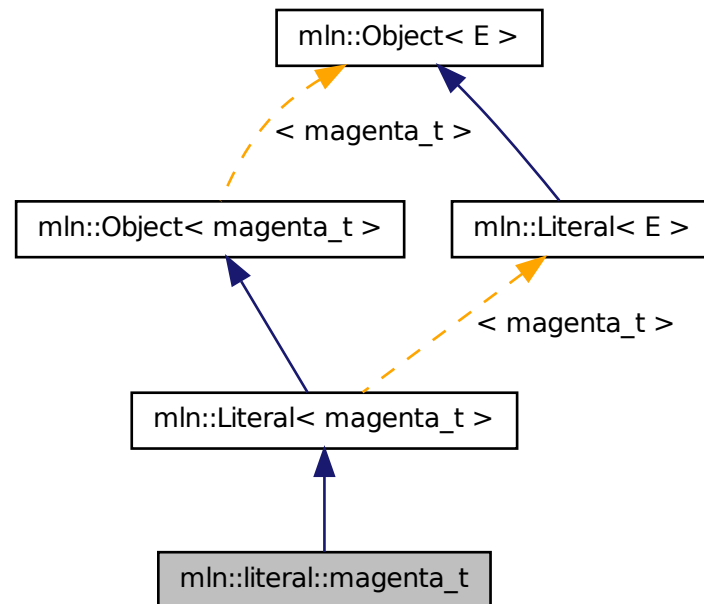 mln::Object< E >
< magenta_t >
mln::Object< magenta_t >
mln::Literal< E >
< magenta_t >
mln::Literal< magenta_t >
mln::literal::magenta_t